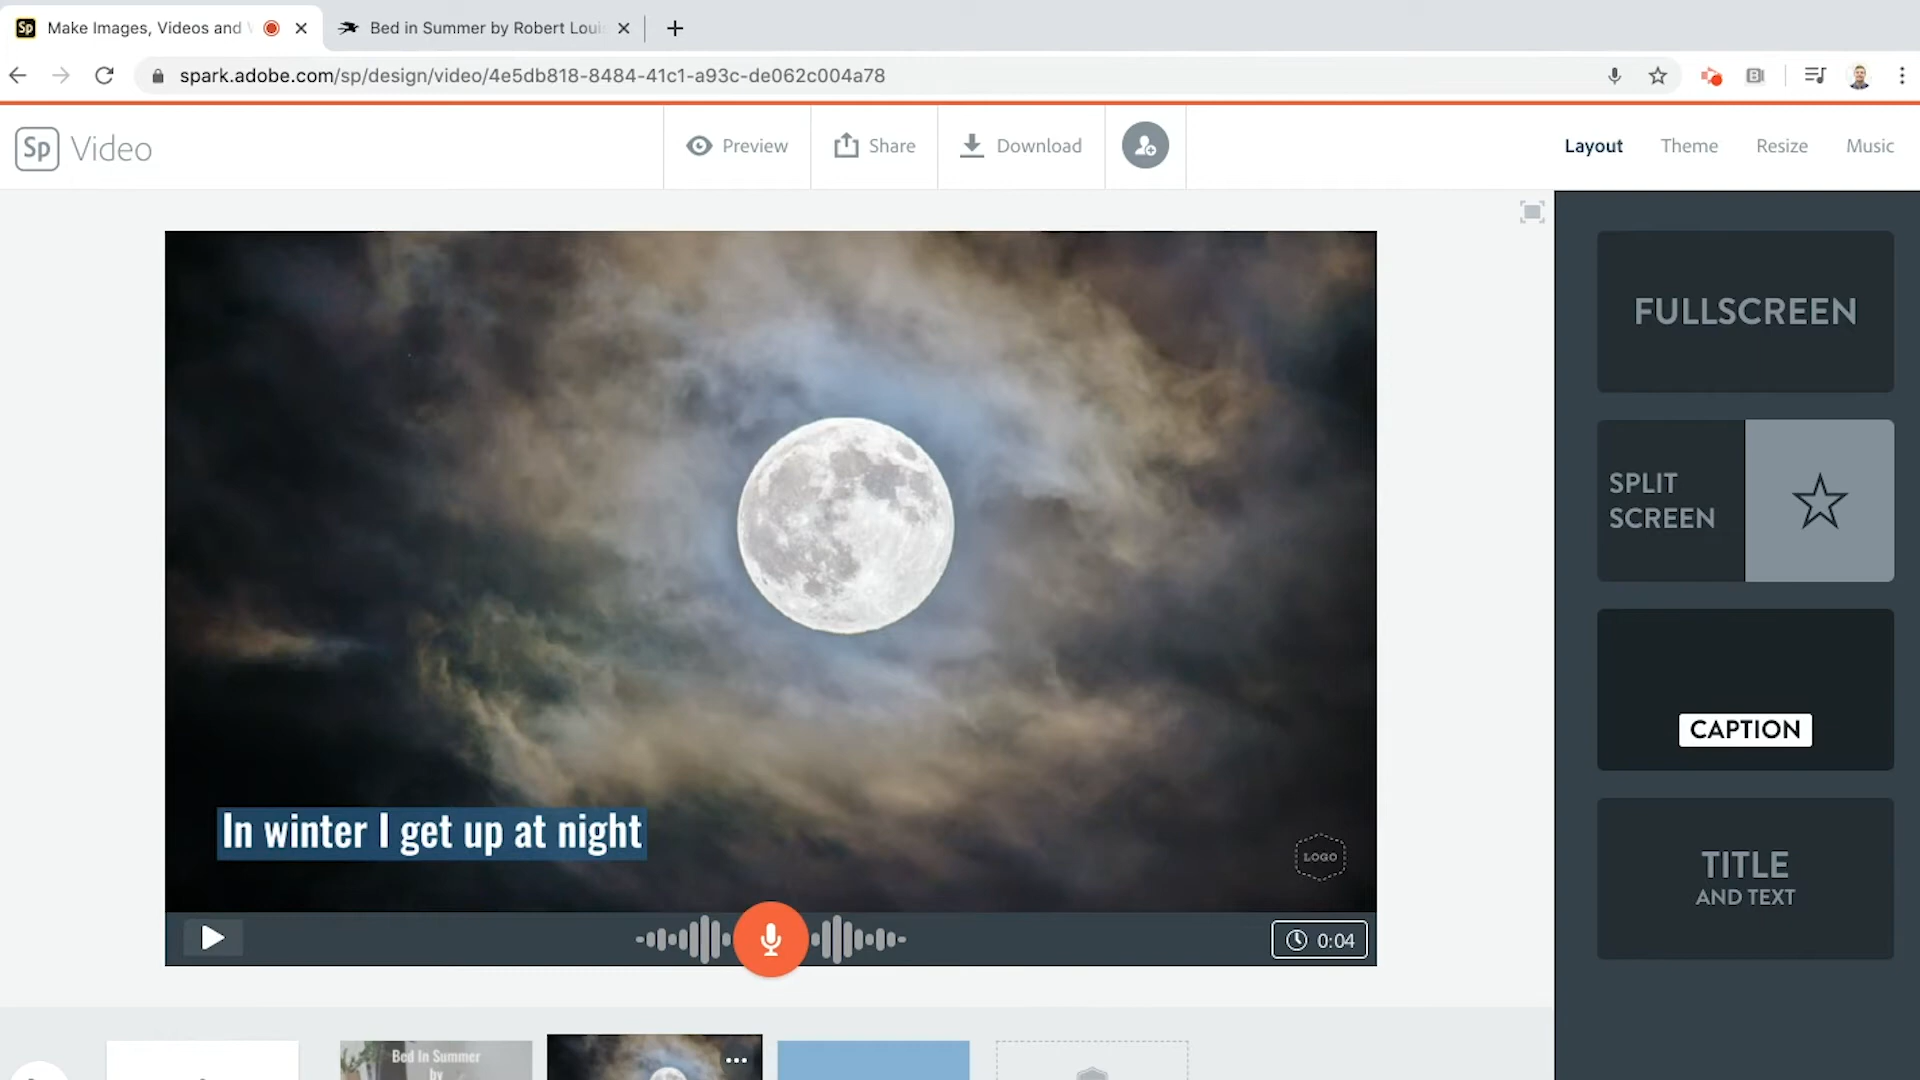 Sp Make Images, Videos and
Bed in Summer by Robert Loui
spark.adobe.com/sp/design/video/4e5db818-8484-41c1-a93c-de062c004a78
Sp Video
Preview
Share
Download
Layout
Theme
Resize
Music
FULLSCREEN
SPLIT
SCREEN
CAPTION
TITLE
AND TEXT
In winter I get up at night
LOGO
0:04
Bed In Summer
by